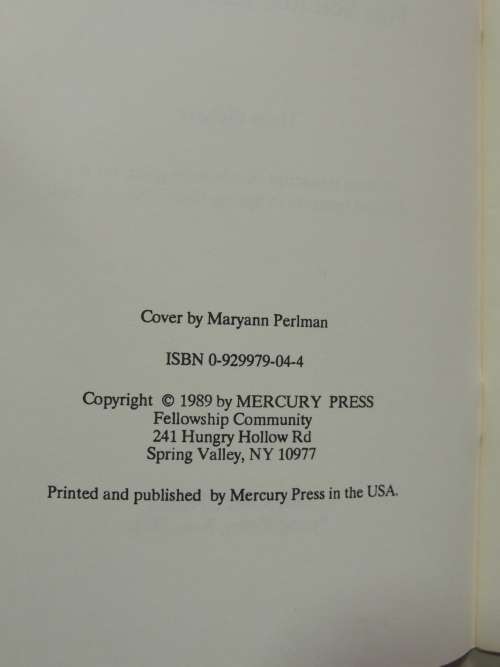 Cover by Maryann Perlman
ISBN 0-929979-04-4
Copyright © 1989 by MERCURY PRESS
Fellowship Community
241 Hungry Hollow Rd
Spring Valley, NY 10977
Printed and published by Mercury Press in the USA.